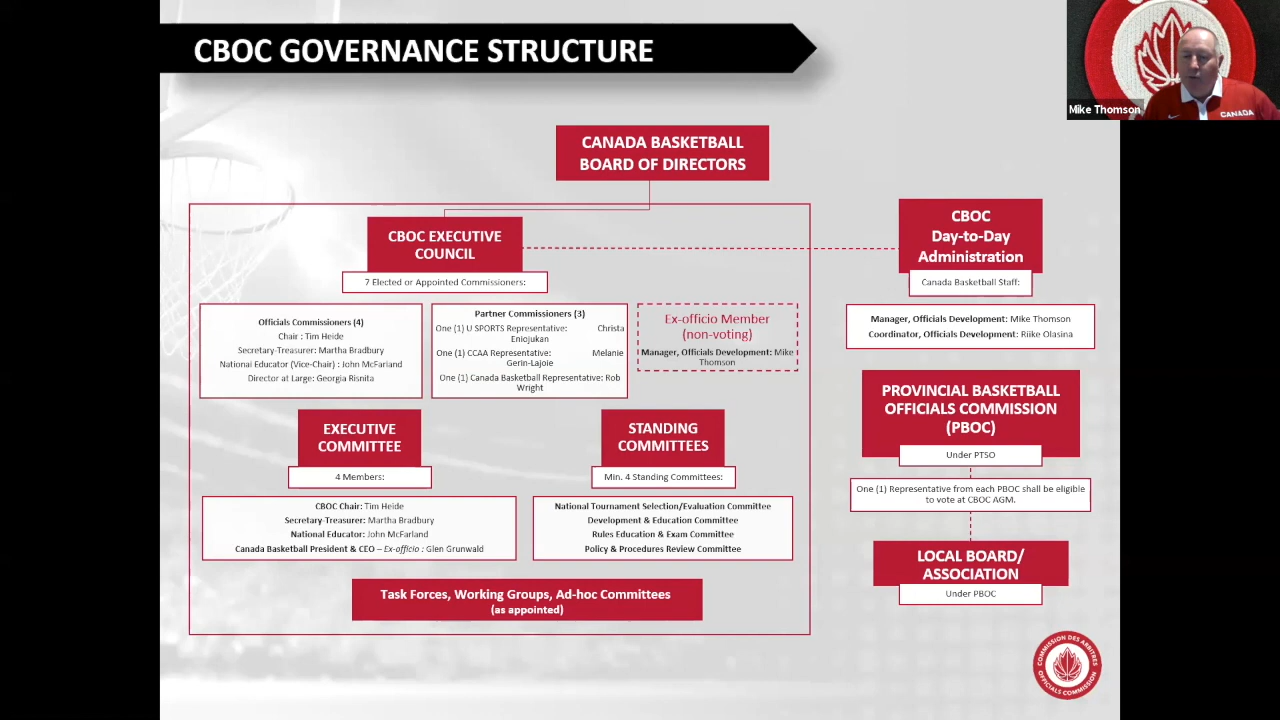 CBOC GOVERNANCE STRUCTURE
Mike Thomson
CANADA
CANADA BASKETBALL
BOARD OF DIRECTORS
CBOC EXECUTIVE
COUNCIL
7 Elected or Appointed Commissioners:
Officials Commissioners (4)
Chair : Tim Heide
Secretary-Treasurer: Martha Bradbury
National Educator (Vice-Chair) : John McFarland
Director at Large: Georgia Risnita
Partner Commissioners (3)
One (1) U SPORTS Representative: Christa
Eniojukan
One (1) CCAA Representative: Melanie
Gerin-Lajoie
One (1) Canada Basketball Representative: Rob
Wright
Ex-officio Member
(non-voting)
Manager, Officials Development: Mike
Thomson
EXECUTIVE
COMMITTEE
4 Members:
CBOC Chair: Tim Heide
Secretary-Treasurer: Martha Bradbury
National Educator: John McFarland
Canada Basketball President & CEO – Ex-officio : Glen Grunwald
STANDING
COMMITTEES
Min. 4 Standing Committees:
National Tournament Selection/Evaluation Committee
Development & Education Committee
Rules Education & Exam Committee
Policy & Procedures Review Committee
Task Forces, Working Groups, Ad-hoc Committees
(as appointed)
CBOC
Day-to-Day
Administration
Canada Basketball Staff:
Manager, Officials Development: Mike Thomson
Coordinator, Officials Development: Riike Olasina
PROVINCIAL BASKETBALL
OFFICIALS COMMISSION
(PBOC)
Under PTSO
One (1) Representative from each PBOC shall be eligible
to vote at CBOC AGM.
LOCAL BOARD/
ASSOCIATION
Under PBOC
COMMISSION DES ARBITRES
OFFICIALS COMMISSION